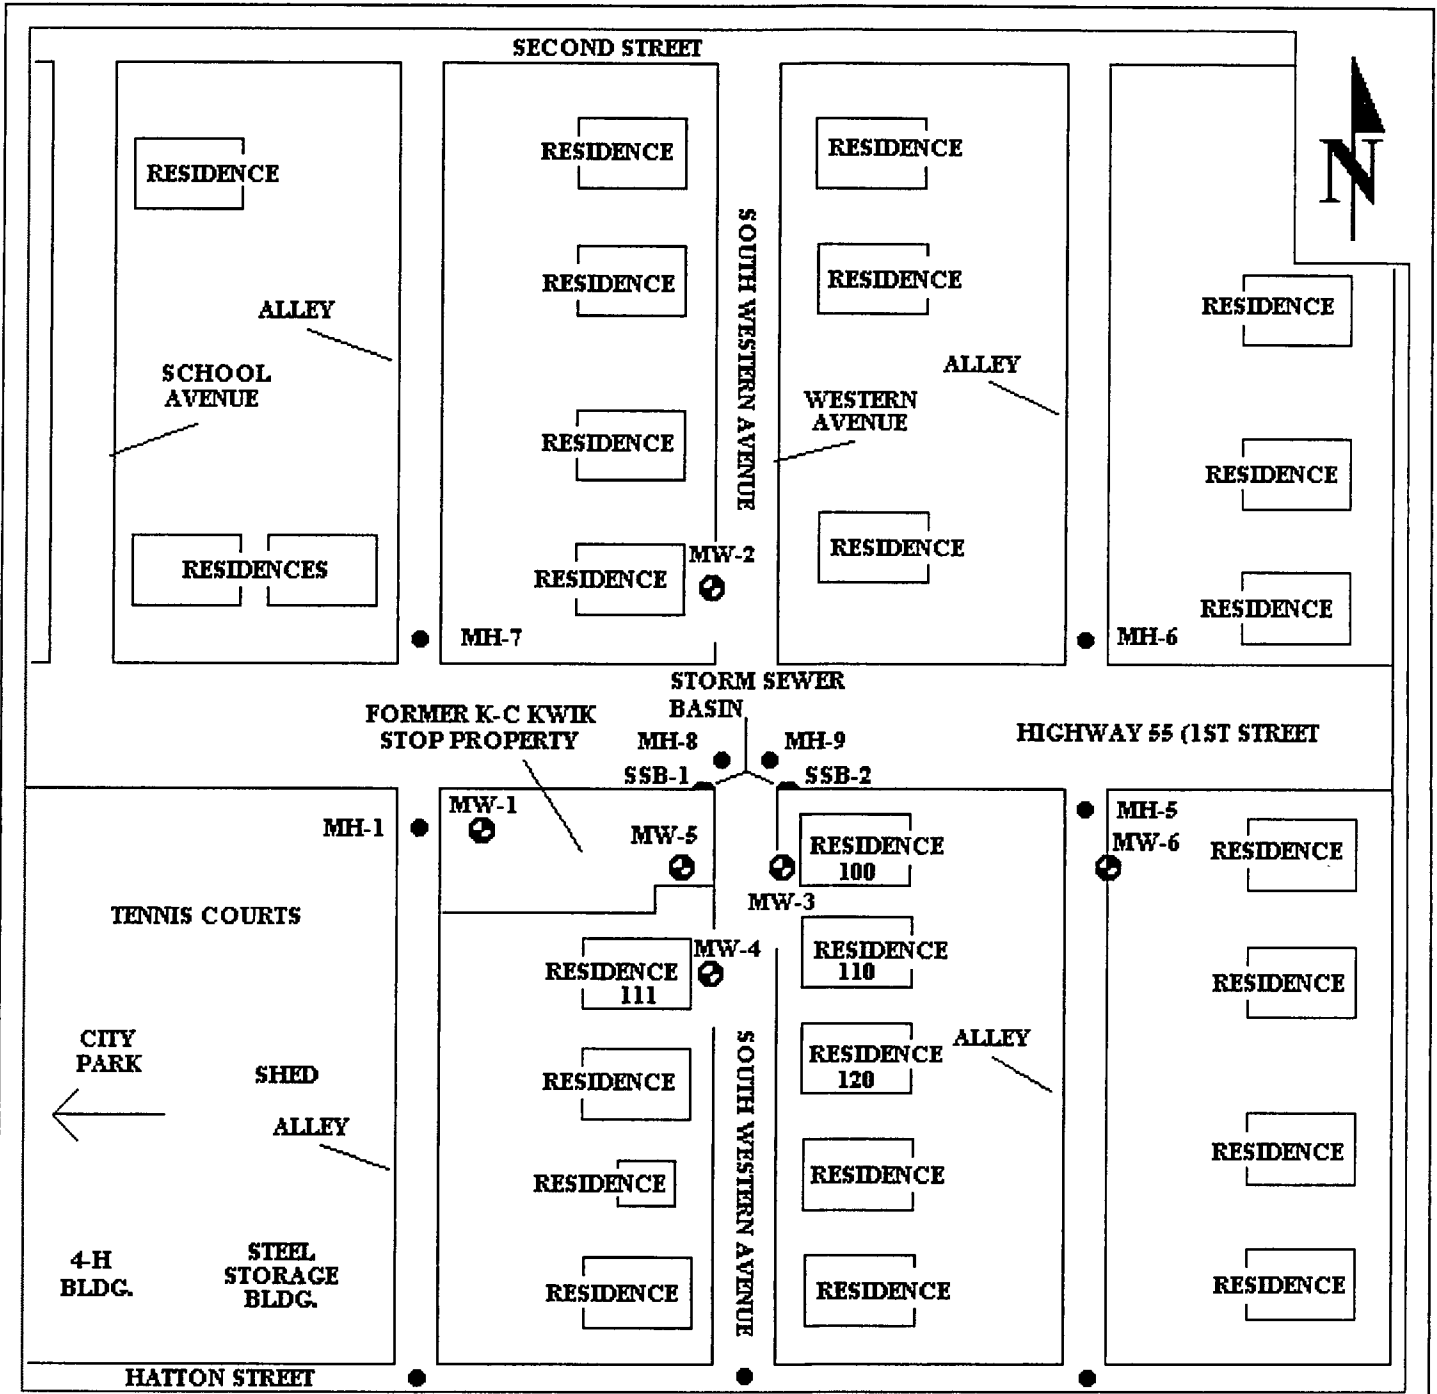 SECOND STREET
N
RESIDENCE
RESIDENCE
RESIDENCE
SOUTH WESTERN AVENUE
RESIDENCE
RESIDENCE
RESIDENCE
ALLEY
ALLEY
SCHOOL
AVENUE
WESTERN
AVENUE
RESIDENCE
RESIDENCE
RESIDENCES
RESIDENCE
MW-2
RESIDENCE
RESIDENCE
MH-7
MH-6
STORM SEWER
BASIN
FORMER K-C KWIK
STOP PROPERTY
MH-8
MH-9
HIGHWAY 55 (1ST STREET
SSB-1
SSB-2
MW-1
MH-1
MW-5
RESIDENCE
100
MH-5
MW-6
RESIDENCE
MW-3
TENNIS COURTS
MW-4
RESIDENCE
111
RESIDENCE
110
RESIDENCE
CITY
PARK
SHED
ALLEY
SOUTH WESTERN AVENUE
RESIDENCE
RESIDENCE
120
ALLEY
RESIDENCE
RESIDENCE
RESIDENCE
4-H
BLDG.
STEEL
STORAGE
BLDG.
RESIDENCE
RESIDENCE
RESIDENCE
HATTON STREET